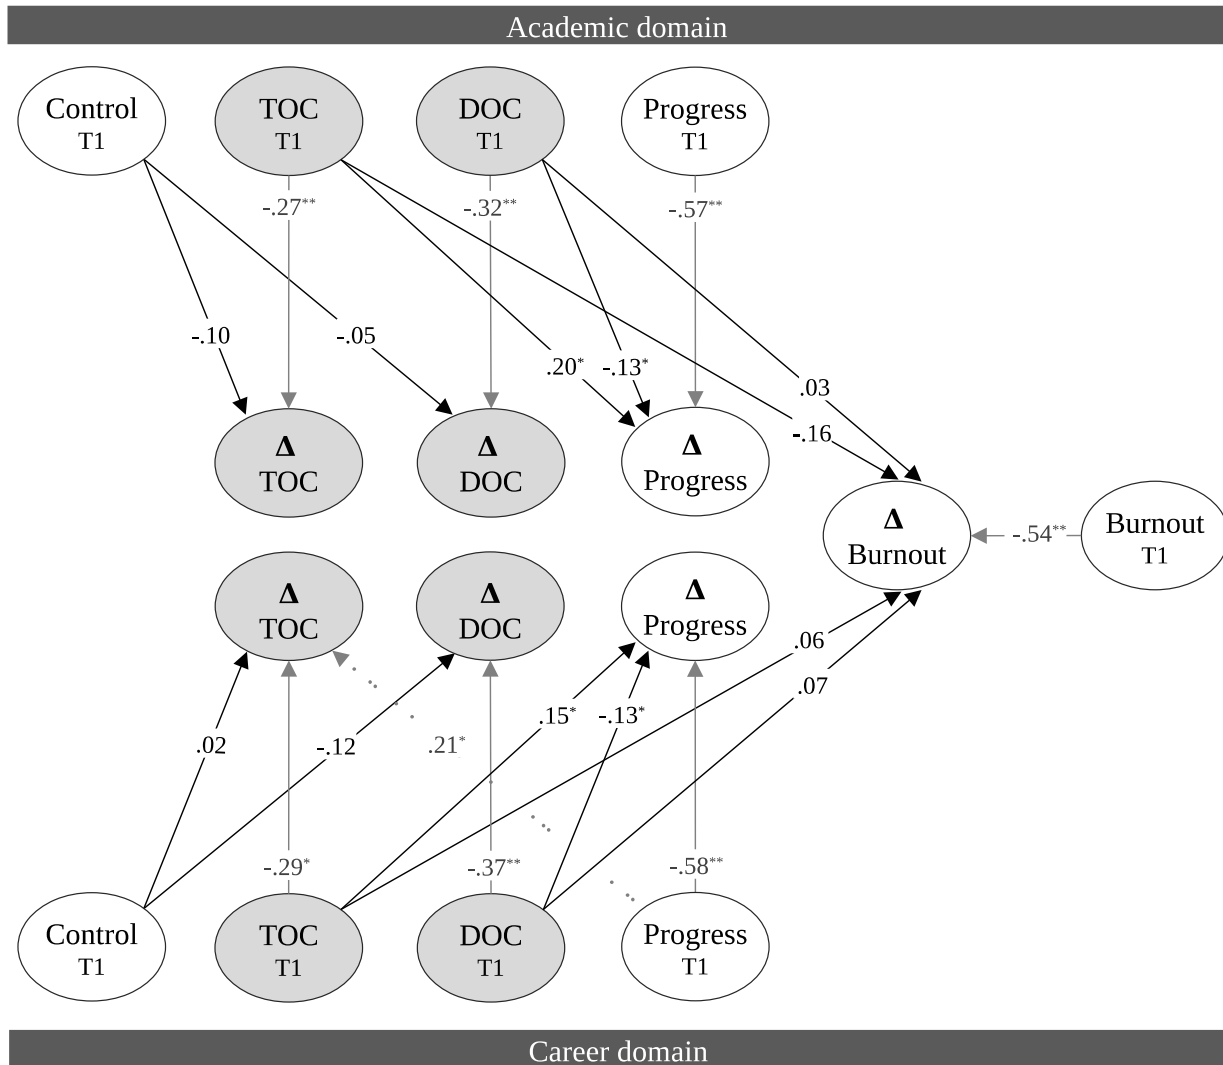 Academic domain
Control
T1
TOC
T1
DOC
T1
Progress
T1
-.27**
-.32**
-.57**
-.10
-.05
.20*
-.13*
.03
-.16
Δ
TOC
Δ
DOC
Δ
Progress
Δ
Burnout
-.54**
Burnout
T1
Δ
TOC
Δ
DOC
Δ
Progress
.06
.07
.02
-.12
.21*
.15*
-.13*
-.29*
-.37**
-.58**
Control
T1
TOC
T1
DOC
T1
Progress
T1
Career domain